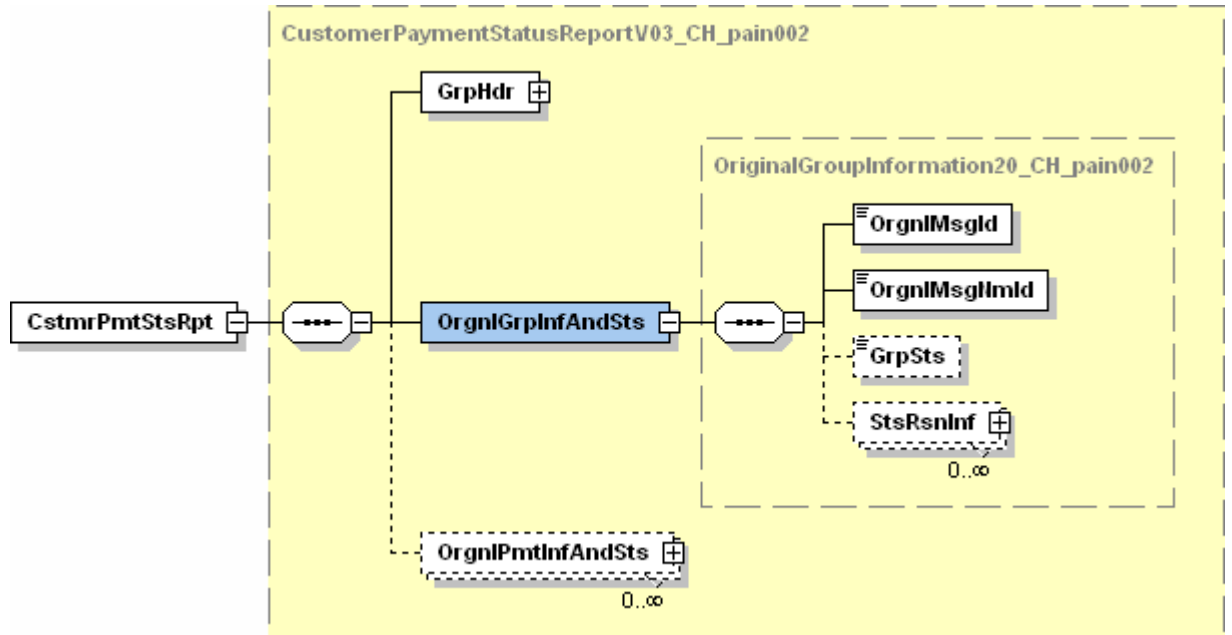 CustomerPaymentStatusReportV03_CH_pain002
GrpHdr
OriginalGroupInformation20_CH_pain002
OrgnlMsgId
OrgnlMsgNmId
CstmrPmtStsRpt
OrgnlGrpInfAndSts
GrpSts
StsRsnInf
0..∞
OrgnlPmtInfAndSts
0..∞